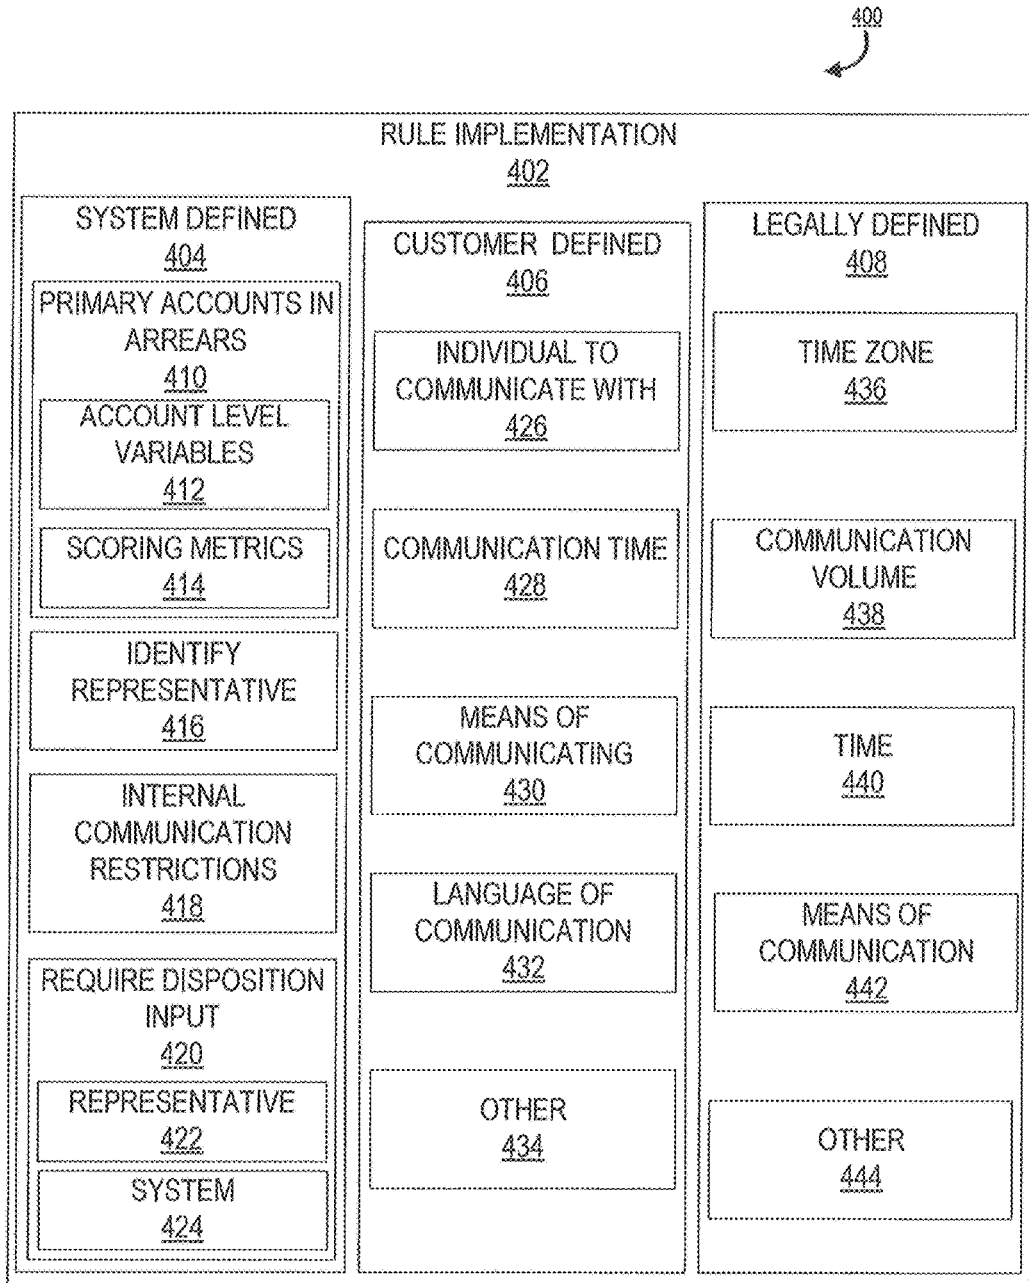 400
RULE IMPLEMENTATION
402
SYSTEM DEFINED
404
PRIMARY ACCOUNTS IN
ARREARS
410
ACCOUNT LEVEL
VARIABLES
412
SCORING METRICS
414
IDENTIFY
REPRESENTATIVE
416
INTERNAL
COMMUNICATION
RESTRICTIONS
418
REQUIRE DISPOSITION
INPUT
420
REPRESENTATIVE
422
SYSTEM
424
CUSTOMER DEFINED
406
INDIVIDUAL TO
COMMUNICATE WITH
426
COMMUNICATION TIME
428
MEANS OF
COMMUNICATING
430
LANGUAGE OF
COMMUNICATION
432
OTHER
434
LEGALLY DEFINED
408
TIME ZONE
436
COMMUNICATION
VOLUME
438
TIME
440
MEANS OF
COMMUNICATION
442
OTHER
444